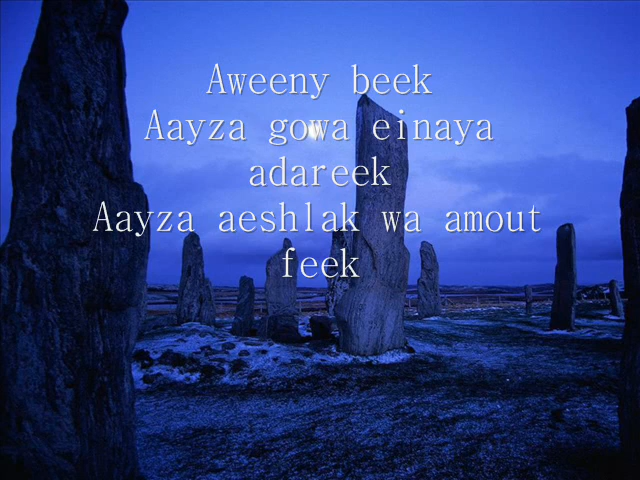 Aweeny beek
Aayza gowa einaya
adareek
Aayza aeshlak wa amout
feek